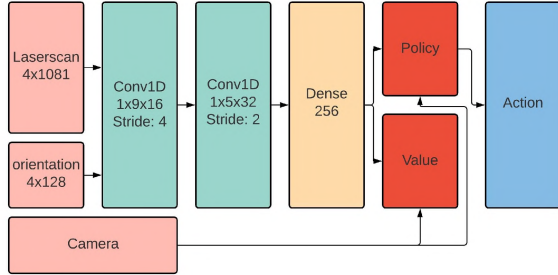 Laserscan
4x1081
orientation
4x128
Camera
Conv1D
1x9x16
Stride: 4
Conv1D
1x5x32
Stride: 2
Dense
256
Policy
Value
Action